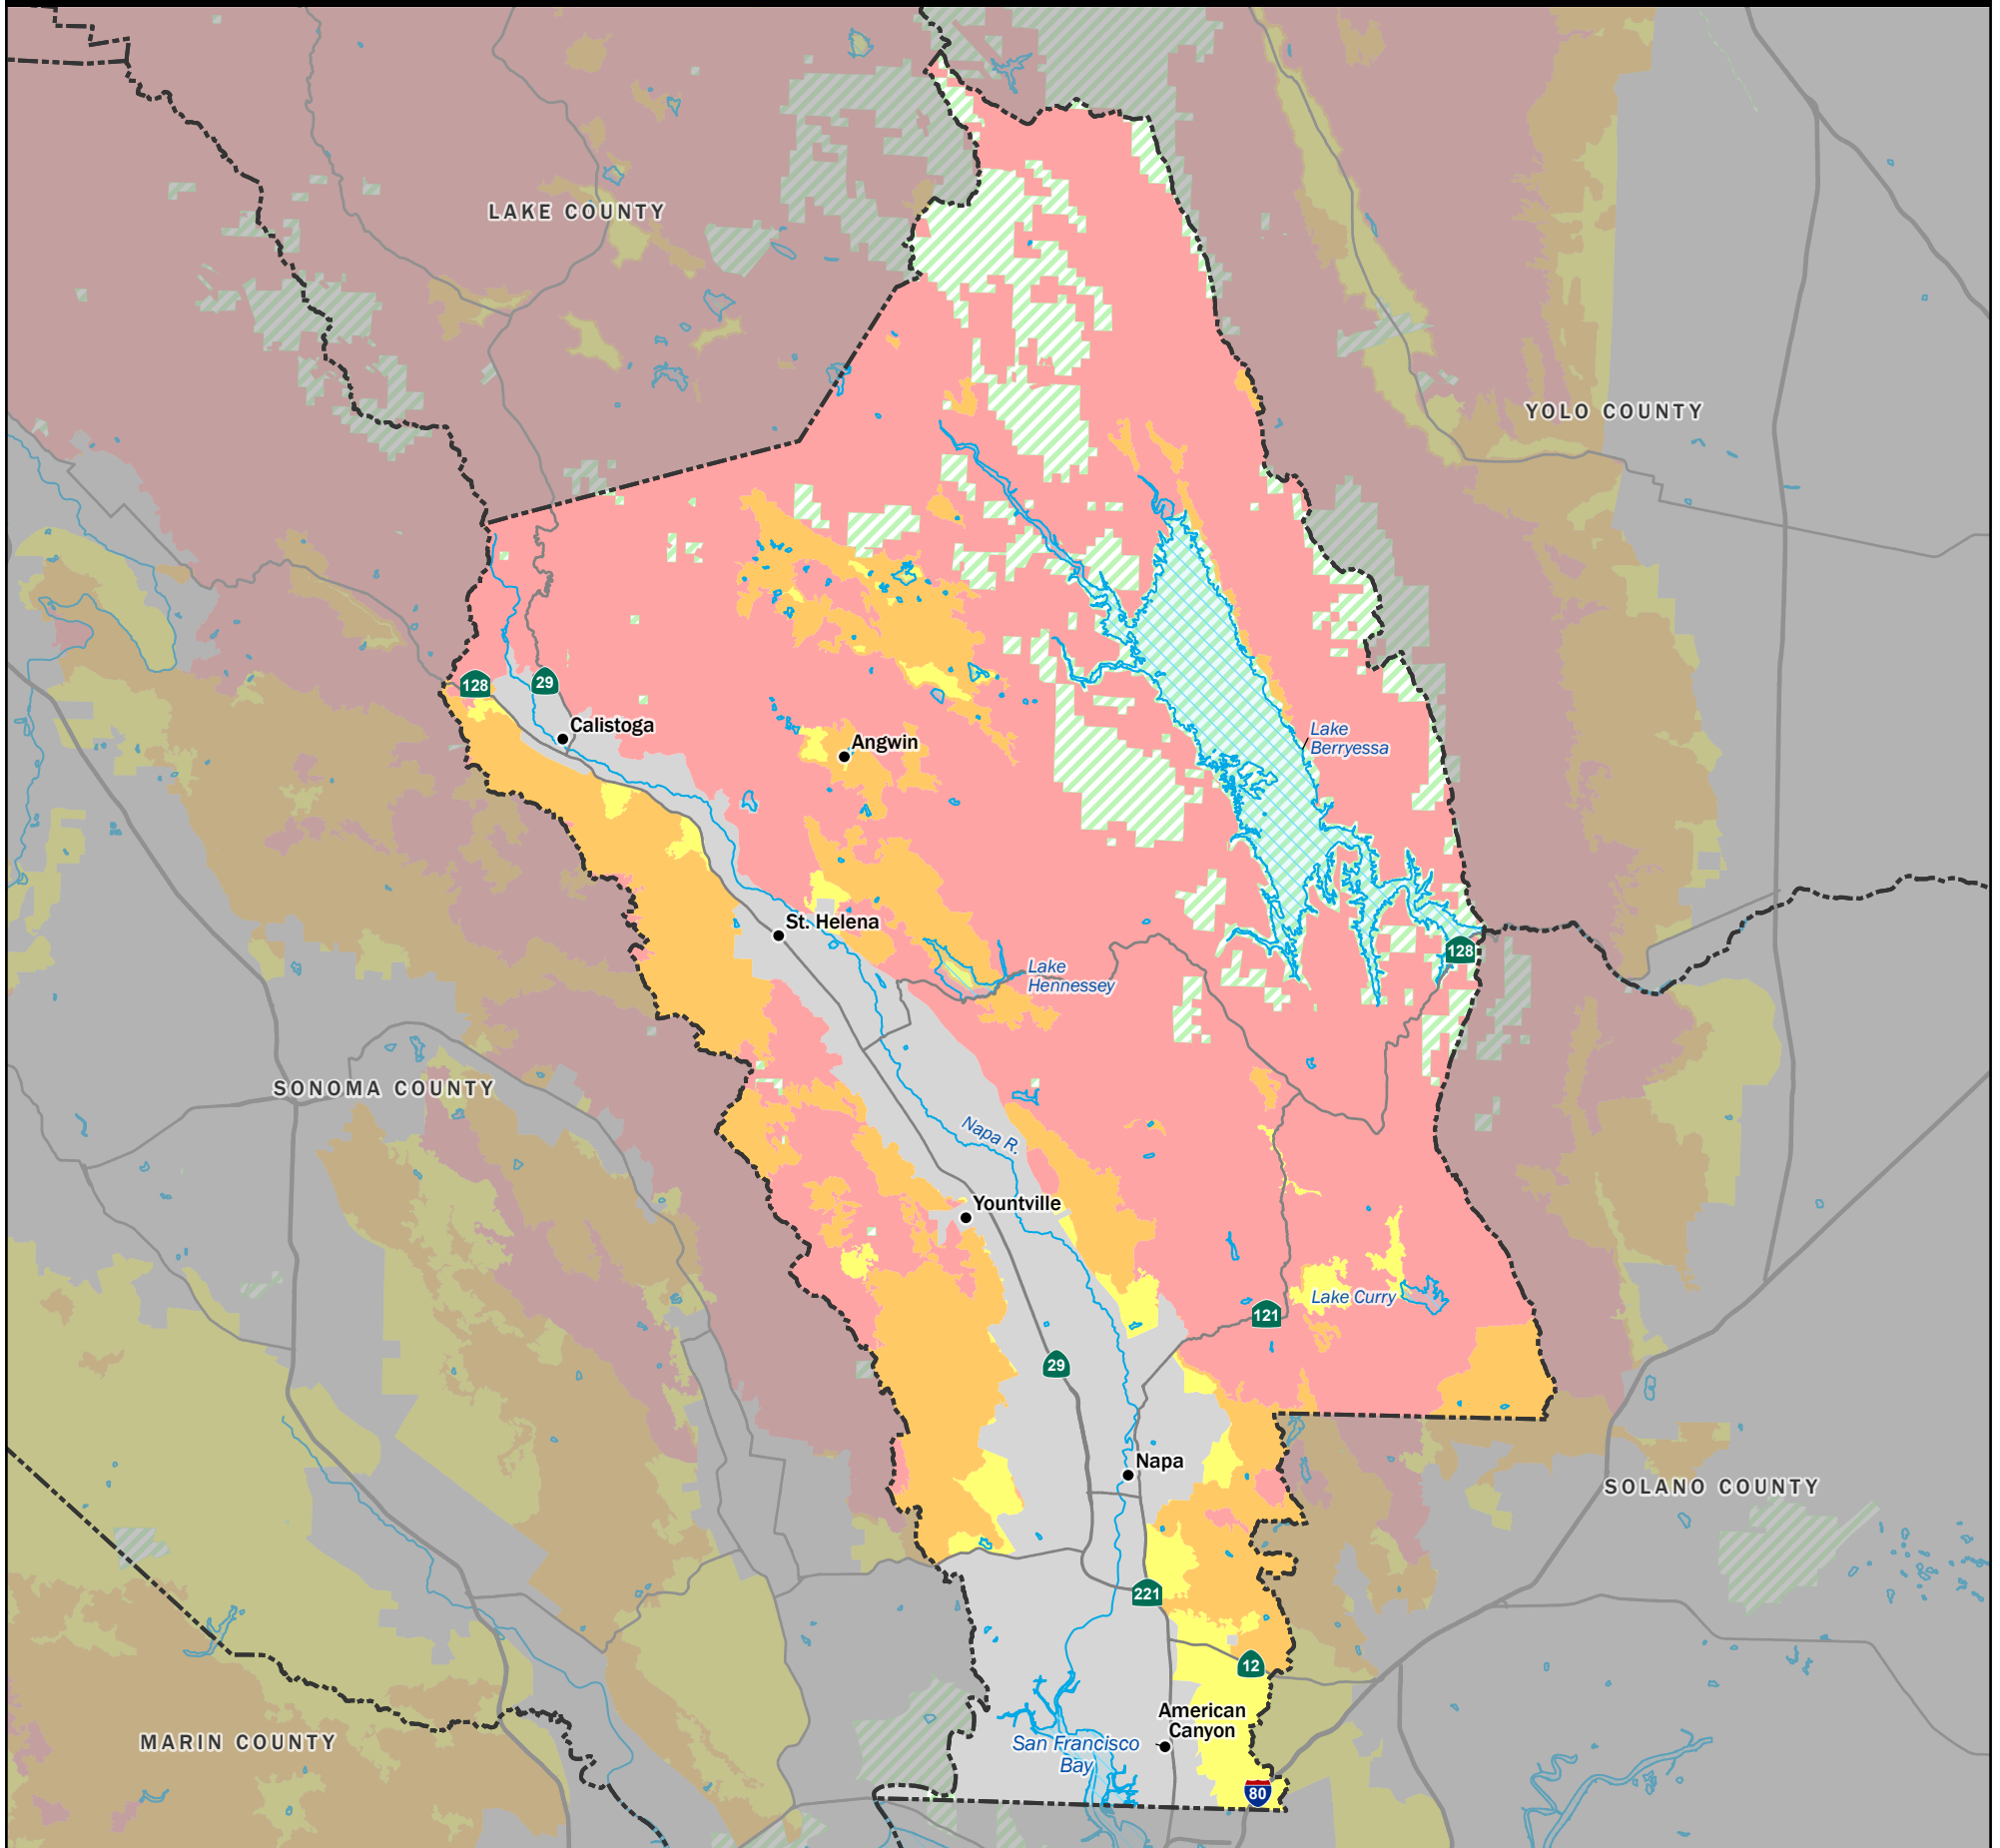 LAKE COUNTY
YOLO COUNTY
128
29
Calistoga
Angwin
Lake
Berryessa
St. Helena
128
Lake
Hennessey
SONOMA COUNTY
Napa R.
Yountville
Lake Curry
121
29
Napa
SOLANO COUNTY
221
12
American
Canyon
MARIN COUNTY
San Francisco
Bay
80